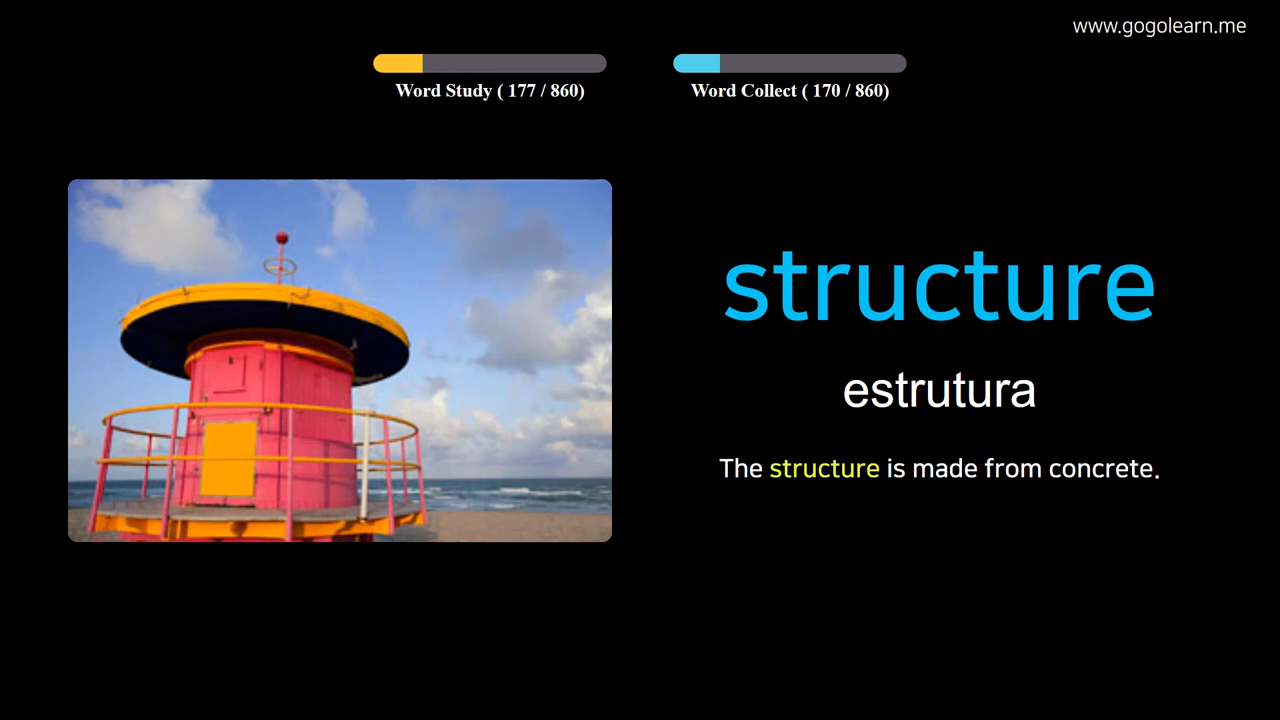 www.gogolearn.me
Word Study ( 177 / 860)
Word Collect ( 170 / 860)
structure
estrutura
The structure is made from concrete.